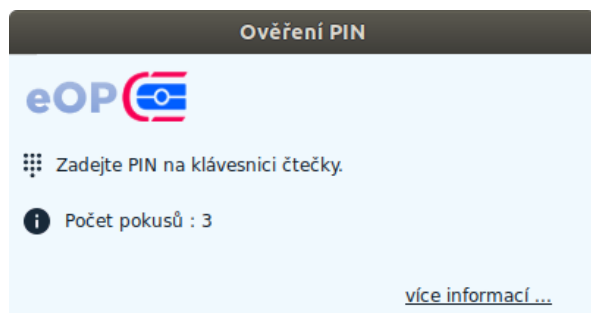 Ověření PIN
eOP
Zadejte PIN na klávesnici čtečky.
Počet pokusů : 3
více informací ...